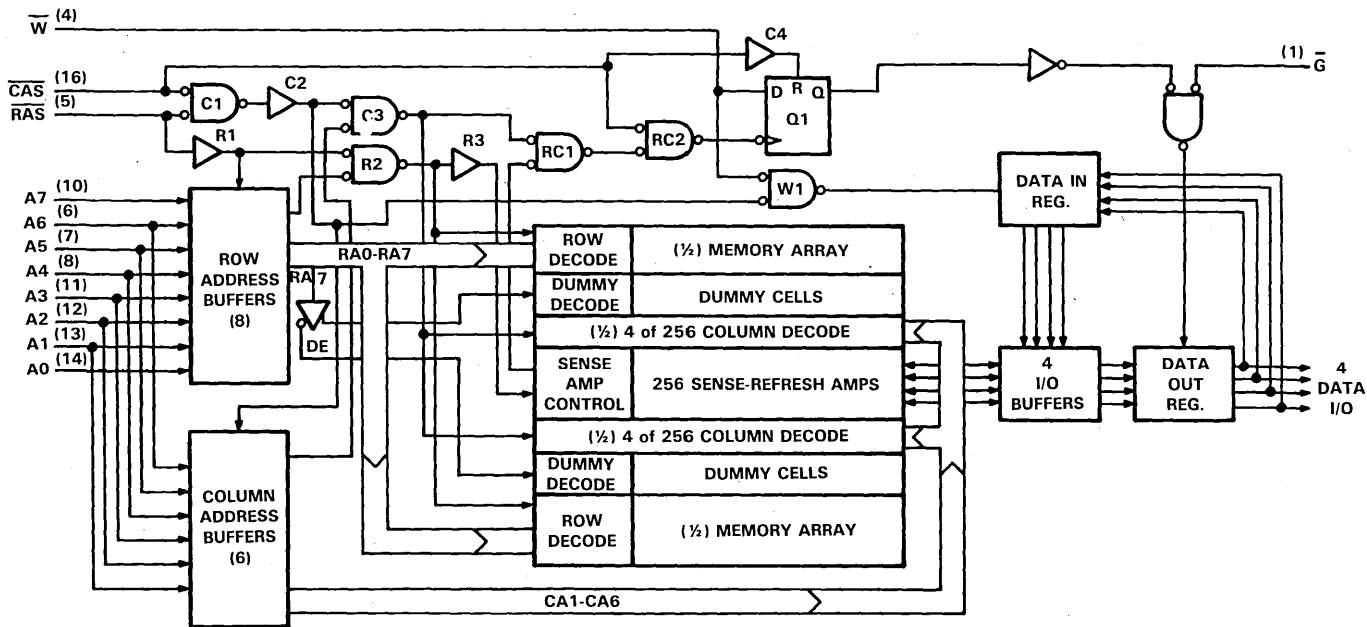 W (4)
CAS (16)
RAS (5)
C1
C2
C3
C4
D R Q
Q1
(1) G
R1
R2
R3
RC1
RC2
W1
DATA IN
REG.
A7 (10)
A6 (6)
A5 (7)
A4 (8)
A3 (11)
A2 (12)
A1 (13)
A0 (14)
ROW
ADDRESS
BUFFERS
(8)
RA0-RA7
RA7
DE
ROW
DECODE
(½) MEMORY ARRAY
DUMMY
DECODE
DUMMY CELLS
(½) 4 of 256 COLUMN DECODE
SENSE
AMP
CONTROL
256 SENSE-REFRESH AMPS
(½) 4 of 256 COLUMN DECODE
DUMMY
DECODE
DUMMY CELLS
ROW
DECODE
(½) MEMORY ARRAY
4
I/O
BUFFERS
DATA
OUT
REG.
4
DATA
I/O
COLUMN
ADDRESS
BUFFERS
(6)
CA1-CA6